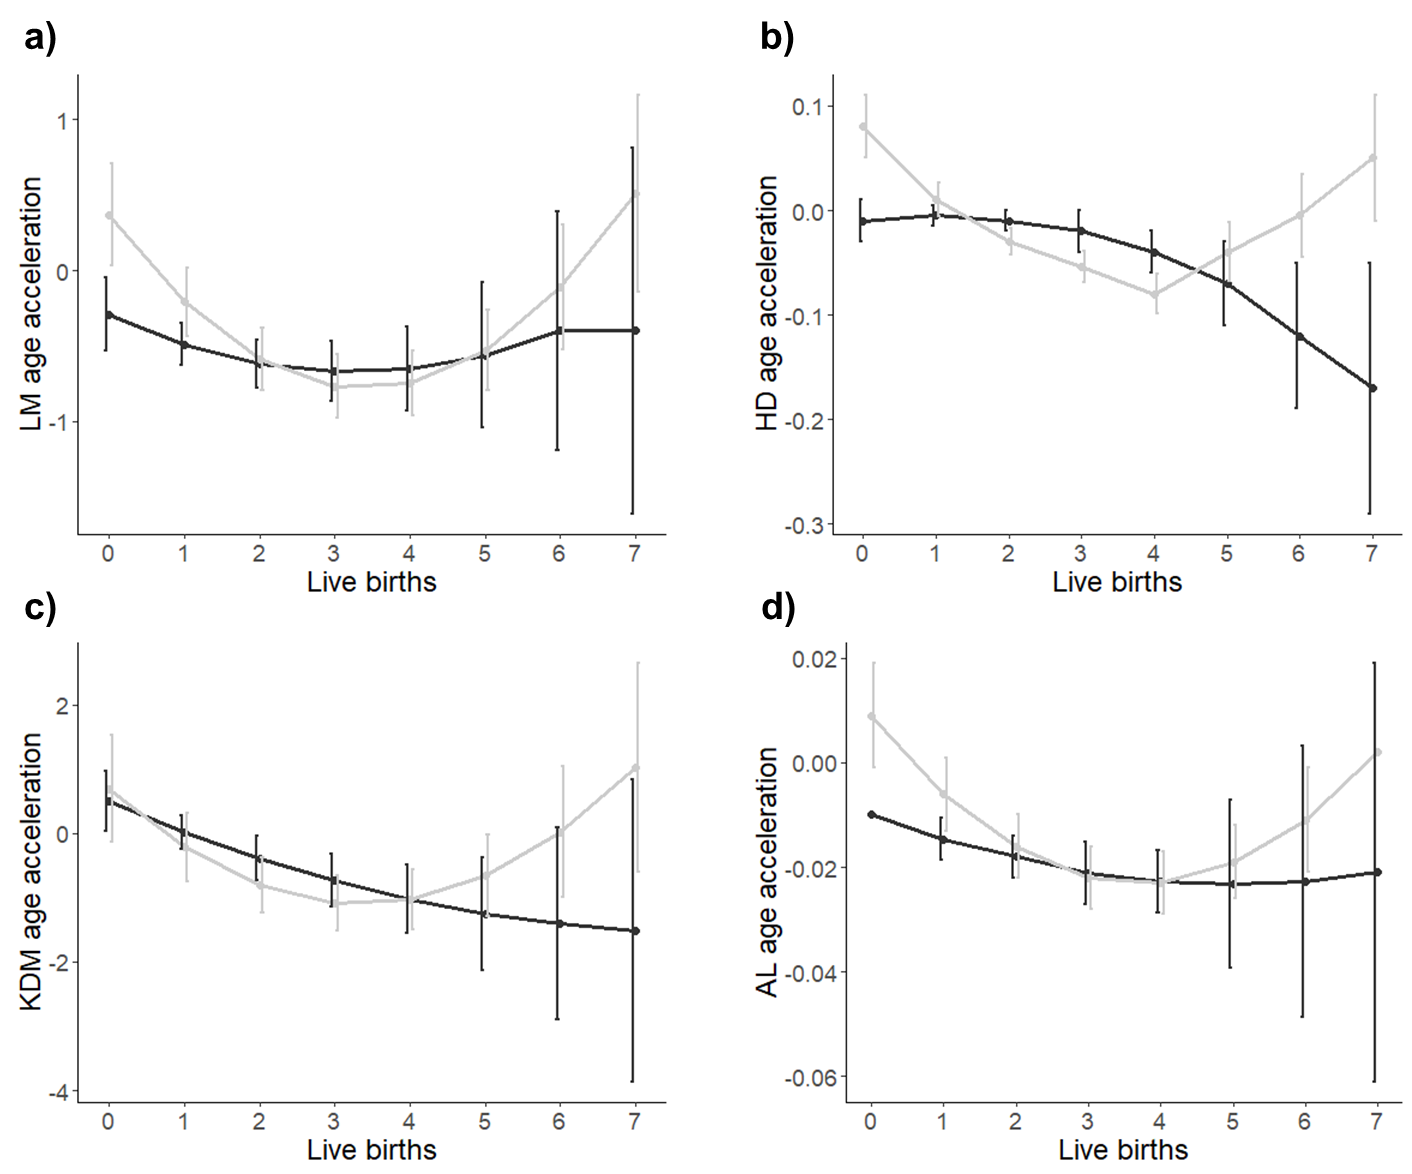 a)
LM age acceleration
1
0
-1
0 1 2 3 4 5 6 7
Live births
b)
HD age acceleration
0.1
0.0
-0.1
-0.2
-0.3
0 1 2 3 4 5 6 7
Live births
c)
KDM age acceleration
2
0
-2
-4
0 1 2 3 4 5 6 7
Live births
d)
AL age acceleration
0.02
0.00
-0.02
-0.04
-0.06
0 1 2 3 4 5 6 7
Live births